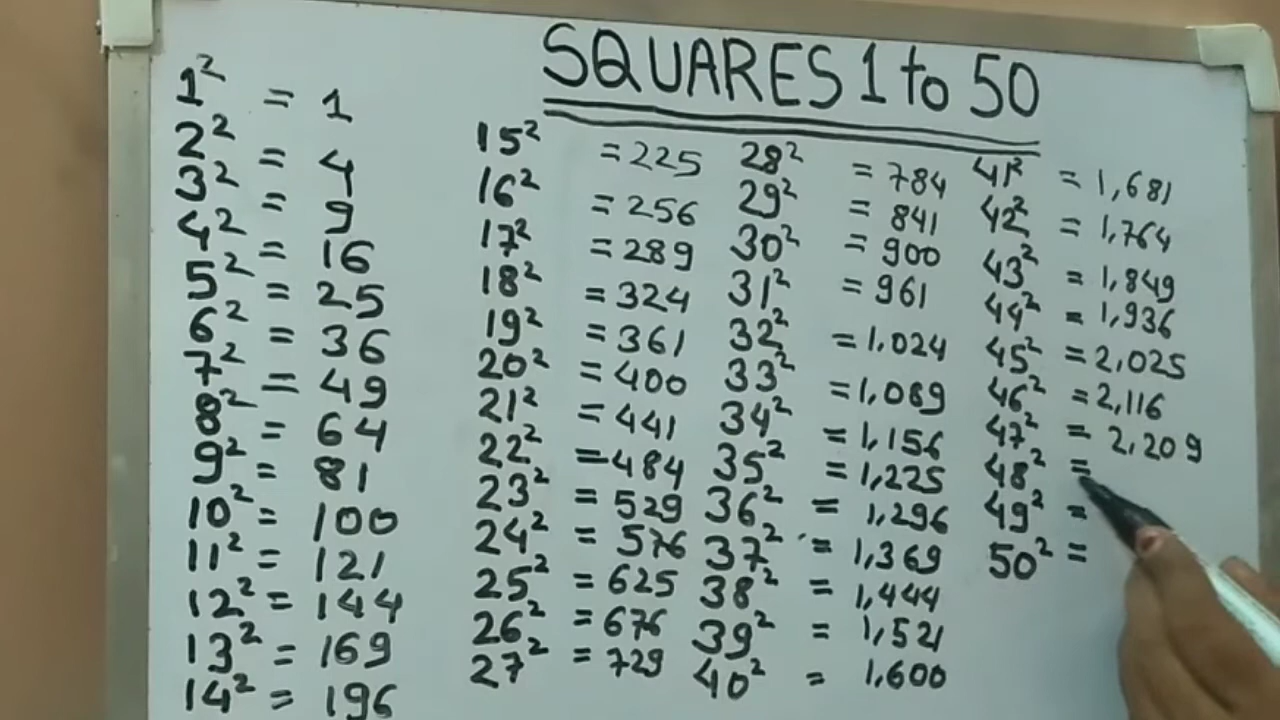 SQUARES 1 to 50
1² = 1
2² = 4
3² = 9
4² = 16
5² = 25
6² = 36
7² = 49
8² = 64
9² = 81
10² = 100
11² = 121
12² = 144
13² = 169
14² = 196
15² = 225
16² = 256
17² = 289
18² = 324
19² = 361
20² = 400
21² = 441
22² = 484
23² = 529
24² = 576
25² = 625
26² = 676
27² = 729
28² = 784
29² = 841
30² = 900
31² = 961
32² = 1,024
33² = 1,089
34² = 1,156
35² = 1,225
36² = 1,296
37² = 1,369
38² = 1,444
39² = 1,521
40² = 1,600
41² = 1,681
42² = 1,764
43² = 1,849
44² = 1,936
45² = 2,025
46² = 2,116
47² = 2,209
48² =
49² =
50² =